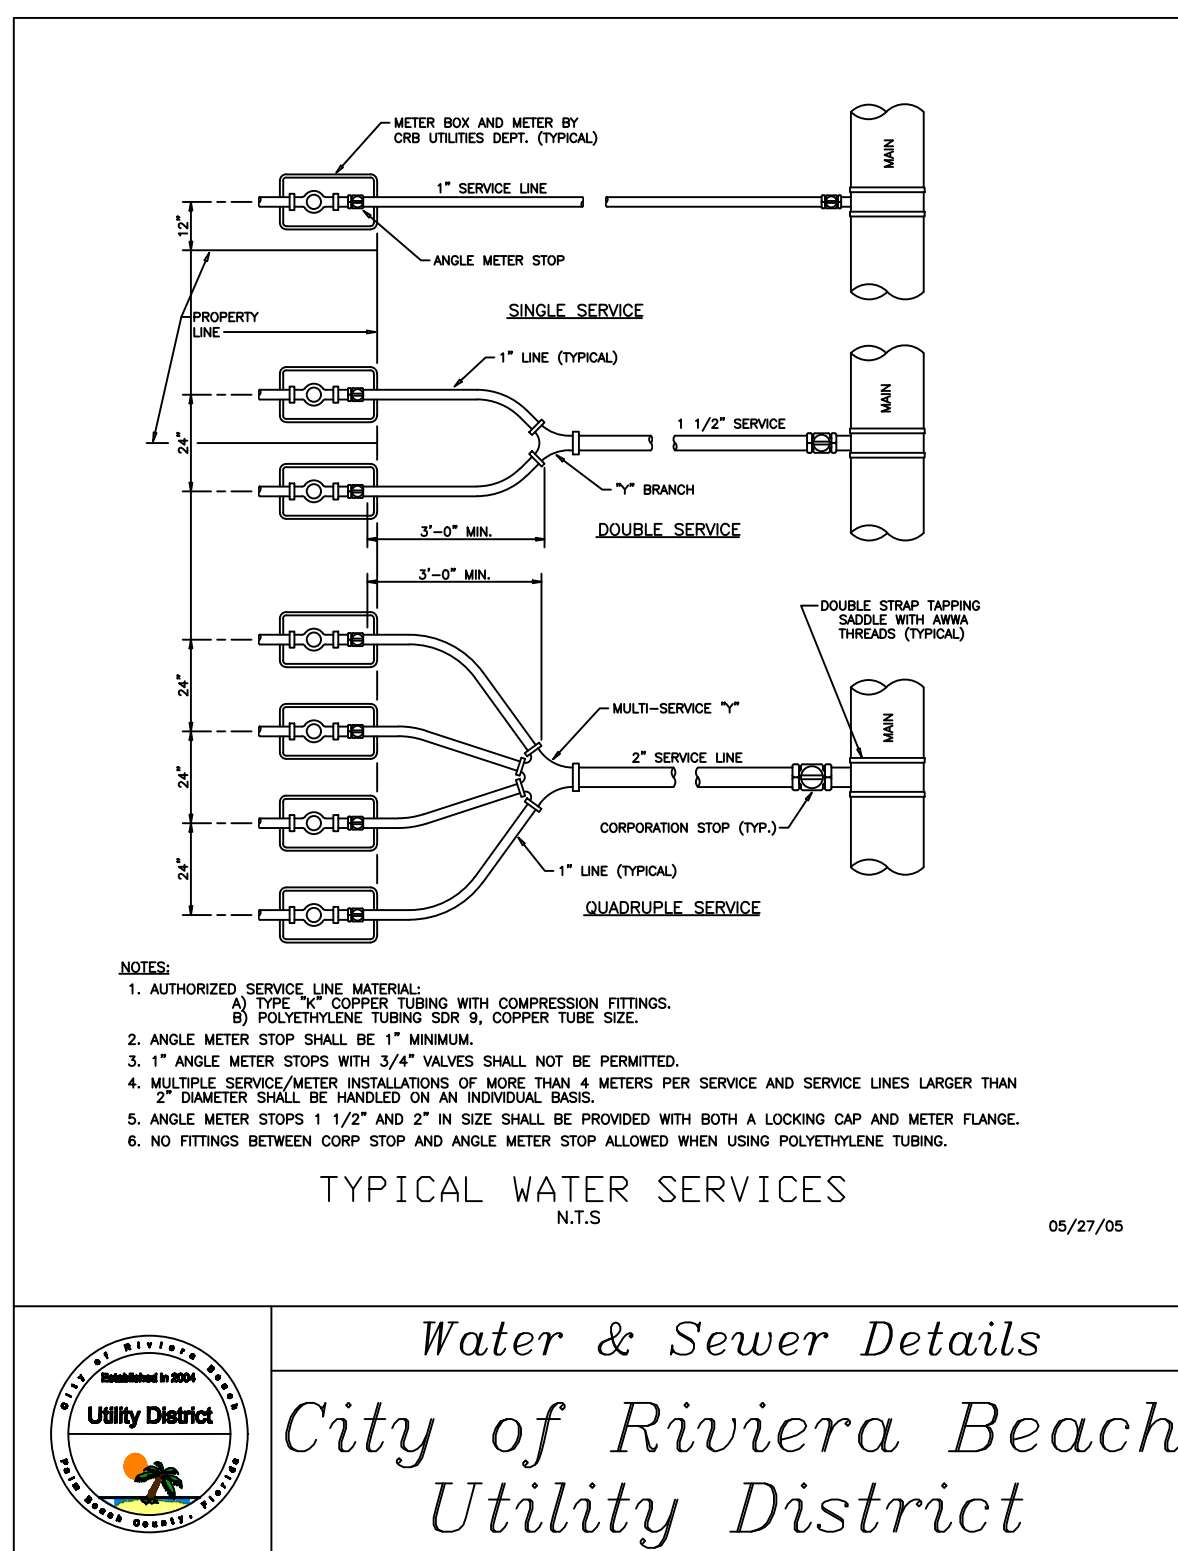 METER BOX AND METER BY
CRB UTILITIES DEPT. (TYPICAL)
MAIN
1" SERVICE LINE
12"
ANGLE METER STOP
SINGLE SERVICE
PROPERTY
LINE
1" LINE (TYPICAL)
MAIN
1 1/2" SERVICE
24"
"Y" BRANCH
3'-0" MIN.
DOUBLE SERVICE
3'-0" MIN.
DOUBLE STRAP TAPPING
SADDLE WITH AWWA
THREADS (TYPICAL)
24"
MULTI-SERVICE "Y"
MAIN
2" SERVICE LINE
24"
CORPORATION STOP (TYP.)
24"
1" LINE (TYPICAL)
QUADRUPLE SERVICE
NOTES:
1. AUTHORIZED SERVICE LINE MATERIAL:
A) TYPE "K" COPPER TUBING WITH COMPRESSION FITTINGS.
B) POLYETHYLENE TUBING SDR 9, COPPER TUBE SIZE.
2. ANGLE METER STOP SHALL BE 1" MINIMUM.
3. 1" ANGLE METER STOPS WITH 3/4" VALVES SHALL NOT BE PERMITTED.
4. MULTIPLE SERVICE/METER INSTALLATIONS OF MORE THAN 4 METERS PER SERVICE AND SERVICE LINES LARGER THAN
2" DIAMETER SHALL BE HANDLED ON AN INDIVIDUAL BASIS.
5. ANGLE METER STOPS 1 1/2" AND 2" IN SIZE SHALL BE PROVIDED WITH BOTH A LOCKING CAP AND METER FLANGE.
6. NO FITTINGS BETWEEN CORP STOP AND ANGLE METER STOP ALLOWED WHEN USING POLYETHYLENE TUBING.
TYPICAL WATER SERVICES
N.T.S
05/27/05
City of Riviera Beach
Established in 2004
Utility District
Palm Beach County, Florida
Water & Sewer Details
City of Riviera Beach
Utility District